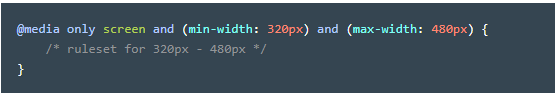 @media only screen and (min-width: 320px) and (max-width: 480px) {
/* ruleset for 320px - 480px */
}